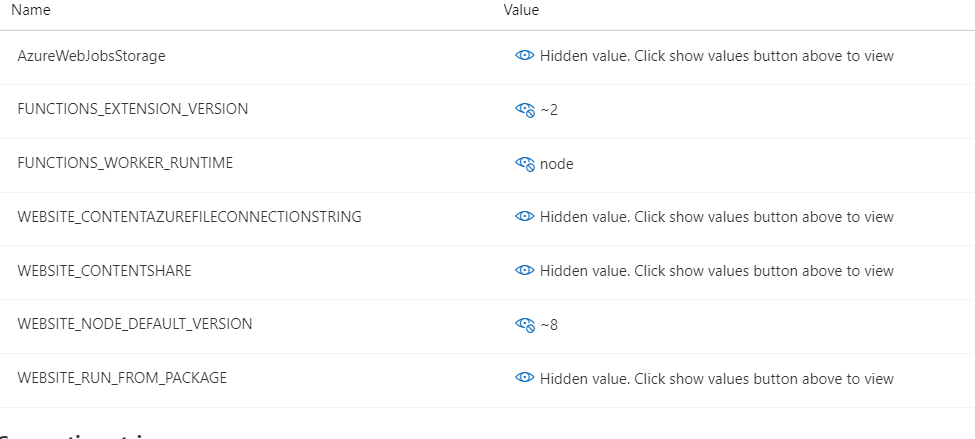 Name Value
AzureWebJobsStorage Hidden value. Click show values button above to view
FUNCTIONS_EXTENSION_VERSION ~2
FUNCTIONS_WORKER_RUNTIME node
WEBSITE_CONTENTAZUREFILECONNECTIONSTRING Hidden value. Click show values button above to view
WEBSITE_CONTENTSHARE Hidden value. Click show values button above to view
WEBSITE_NODE_DEFAULT_VERSION ~8
WEBSITE_RUN_FROM_PACKAGE Hidden value. Click show values button above to view